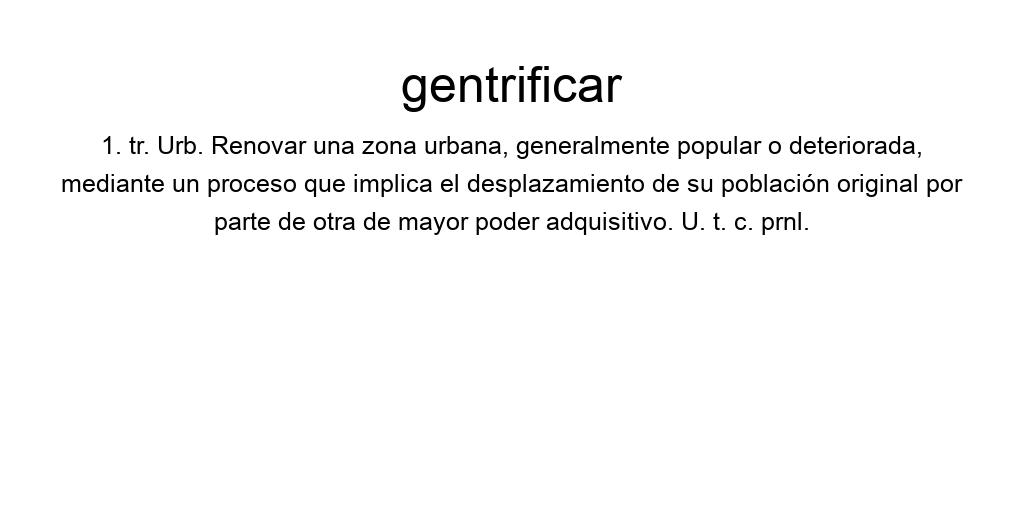 gentrificar
1. tr. Urb. Renovar una zona urbana, generalmente popular o deteriorada,
mediante un proceso que implica el desplazamiento de su población original por
parte de otra de mayor poder adquisitivo. U. t. c. prnl.